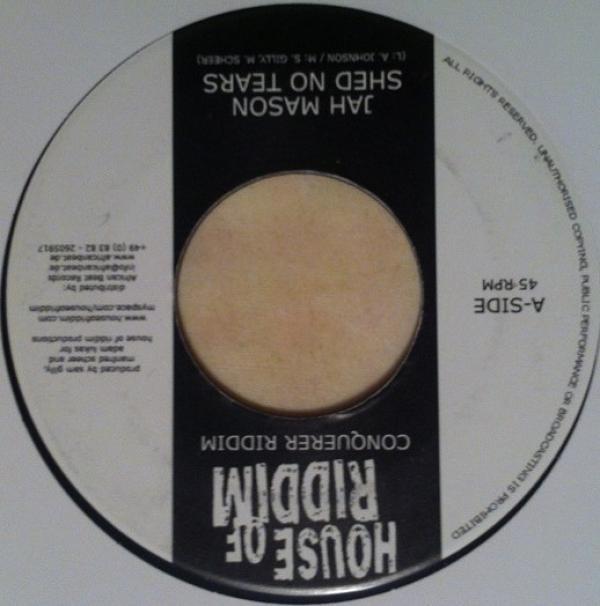 HOUSE OF
RIDDIM
CONQUERER RIDDIM
produced by sam gilly,
manfred scheer and
adam lukas for
house of riddim productions
www.houseofriddim.com
myspace.com/houseofriddim
distributed by:
African Beat Records
info@africanbeat.de
www.africanbeat.de
+49 (0) 83 82 - 2605917
A-SIDE
45 RPM
JAH MASON
SHED NO TEARS
(L: A. JOHNSON / M: S. GILLY, M. SCHEER)
ALL RIGHTS RESERVED. UNAUTHORISED COPYING, PUBLIC PERFORMANCE OR BROADCASTING IS PROHIBITED